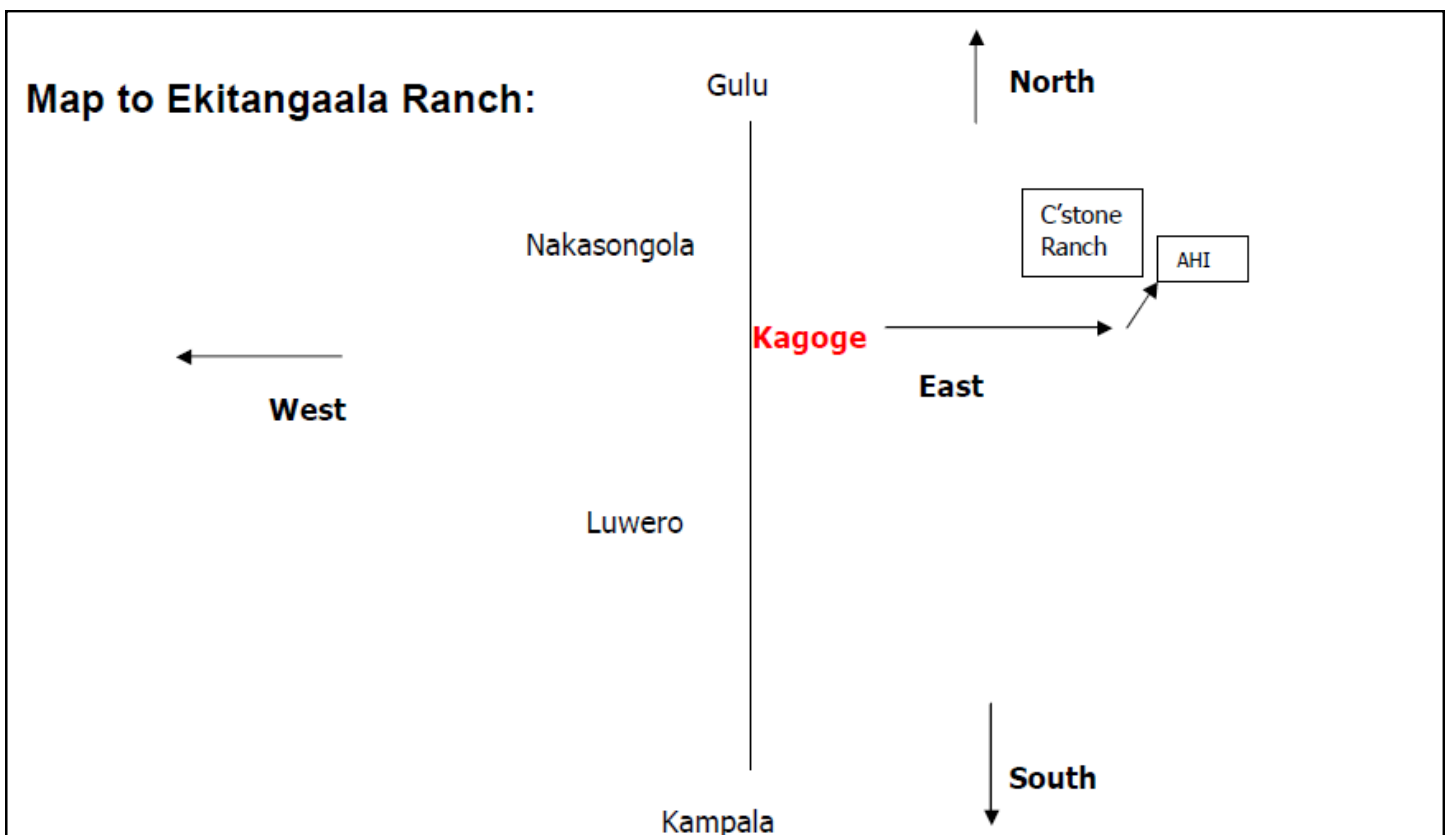 Map to Ekitangaala Ranch:
Gulu
North
C'stone
Ranch
Nakasongola
AHI
Kagoge
East
West
Luwero
South
Kampala